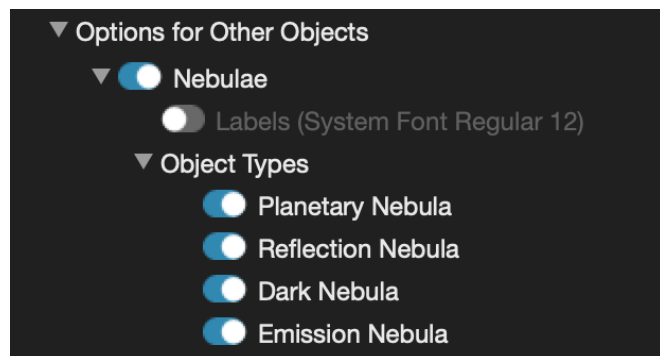 Options for Other Objects
Nebulae
Labels (System Font Regular 12)
Object Types
Planetary Nebula
Reflection Nebula
Dark Nebula
Emission Nebula